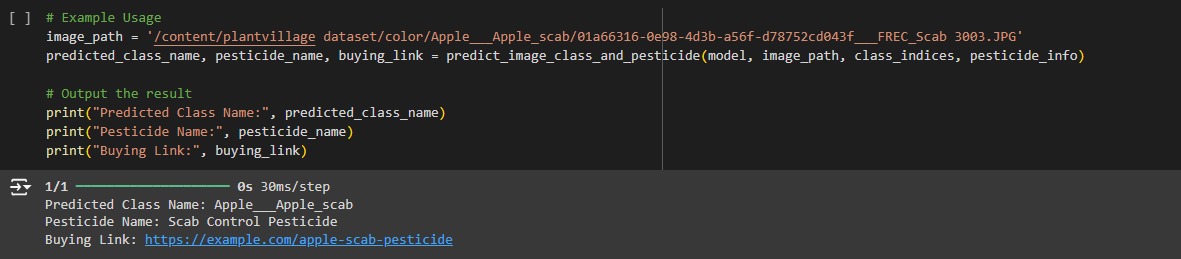 [ ] # Example Usage
image_path = '/content/plantvillage dataset/color/Apple___Apple_scab/01a66316-0e98-4d3b-a56f-d78752cd043f___FREC_Scab 3003.JPG'
predicted_class_name, pesticide_name, buying_link = predict_image_class_and_pesticide(model, image_path, class_indices, pesticide_info)
# Output the result
print("Predicted Class Name:", predicted_class_name)
print("Pesticide Name:", pesticide_name)
print("Buying Link:", buying_link)
1/1 ━━━━━━━━━━━━━━━━━━━━ 0s 30ms/step
Predicted Class Name: Apple___Apple_scab
Pesticide Name: Scab Control Pesticide
Buying Link: https://example.com/apple-scab-pesticide